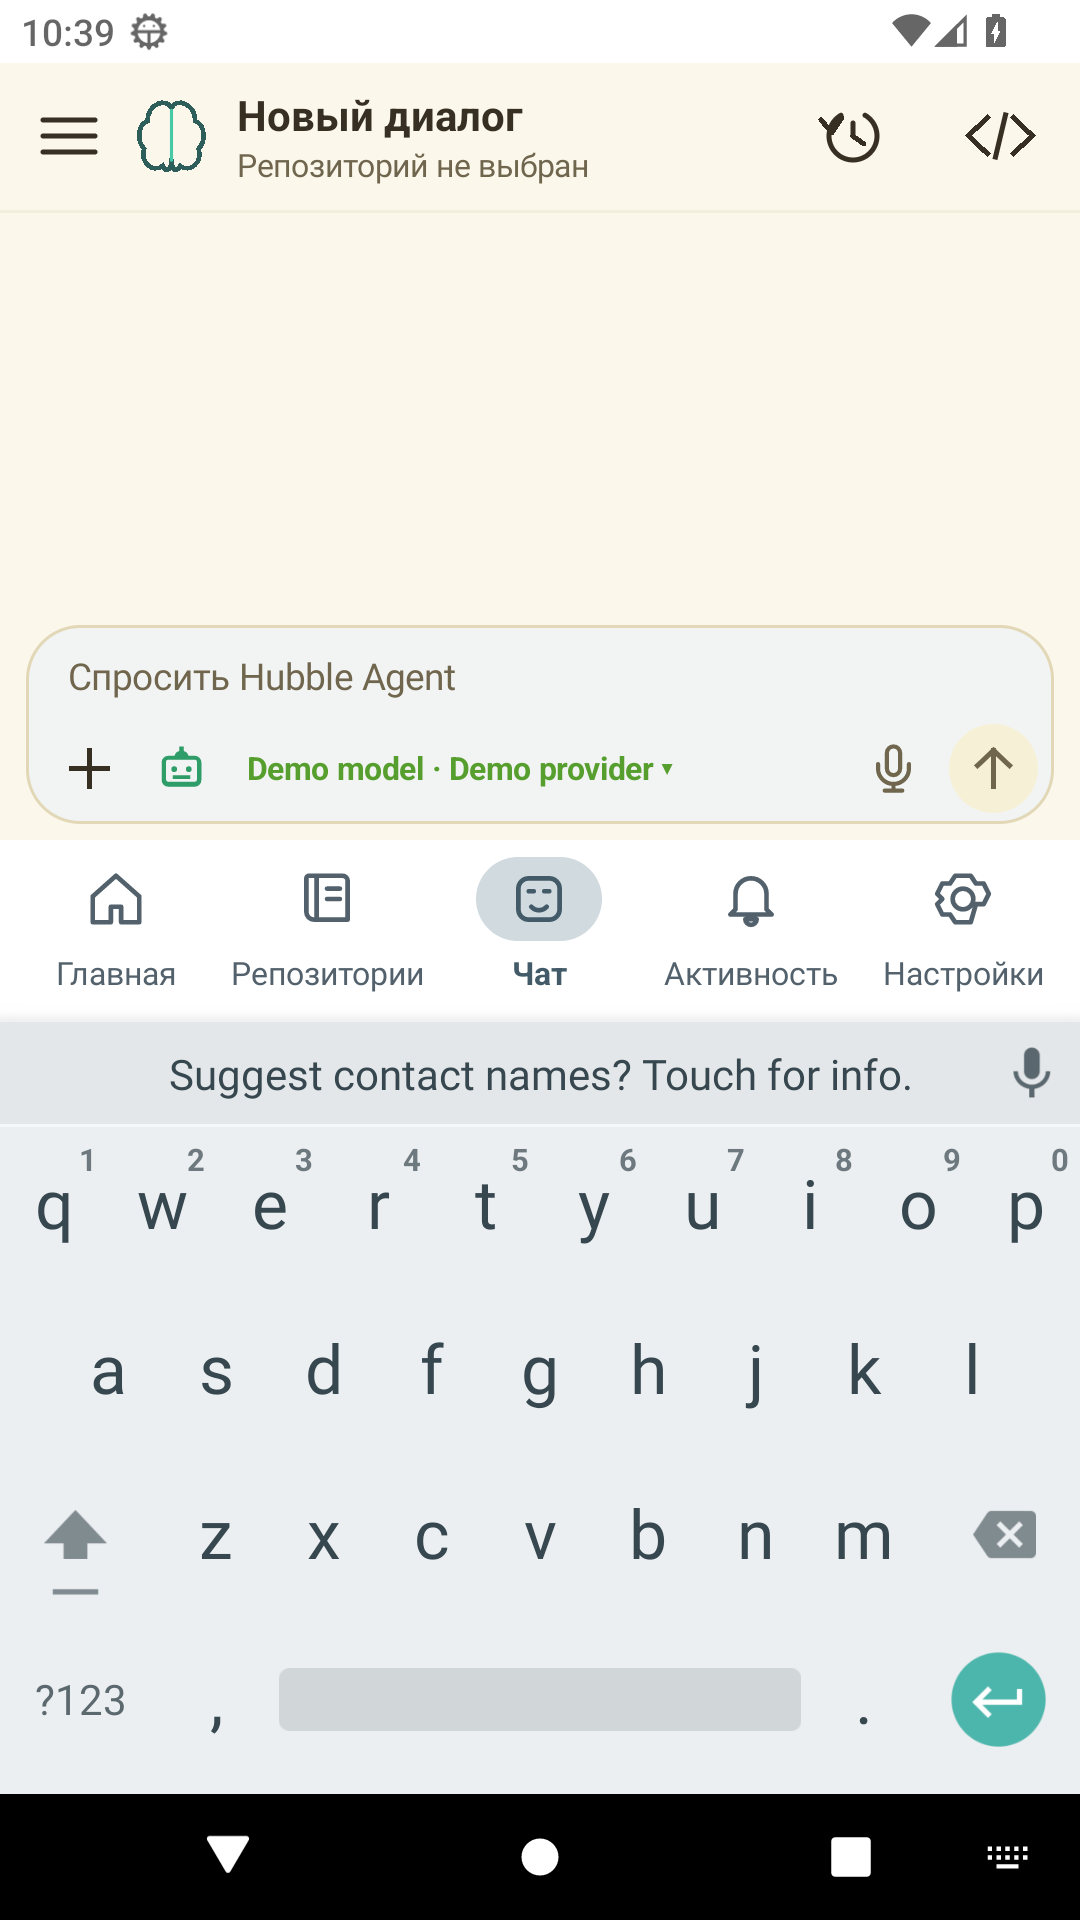 10:39
Новый диалог
Репозиторий не выбран
Спросить Hubble Agent
Demo model · Demo provider ▾
Главная Репозитории Чат Активность Настройки
Suggest contact names? Touch for info.
1 2 3 4 5 6 7 8 9 0
q w e r t y u i o p
a s d f g h j k l
z x c v b n m
?123 , .